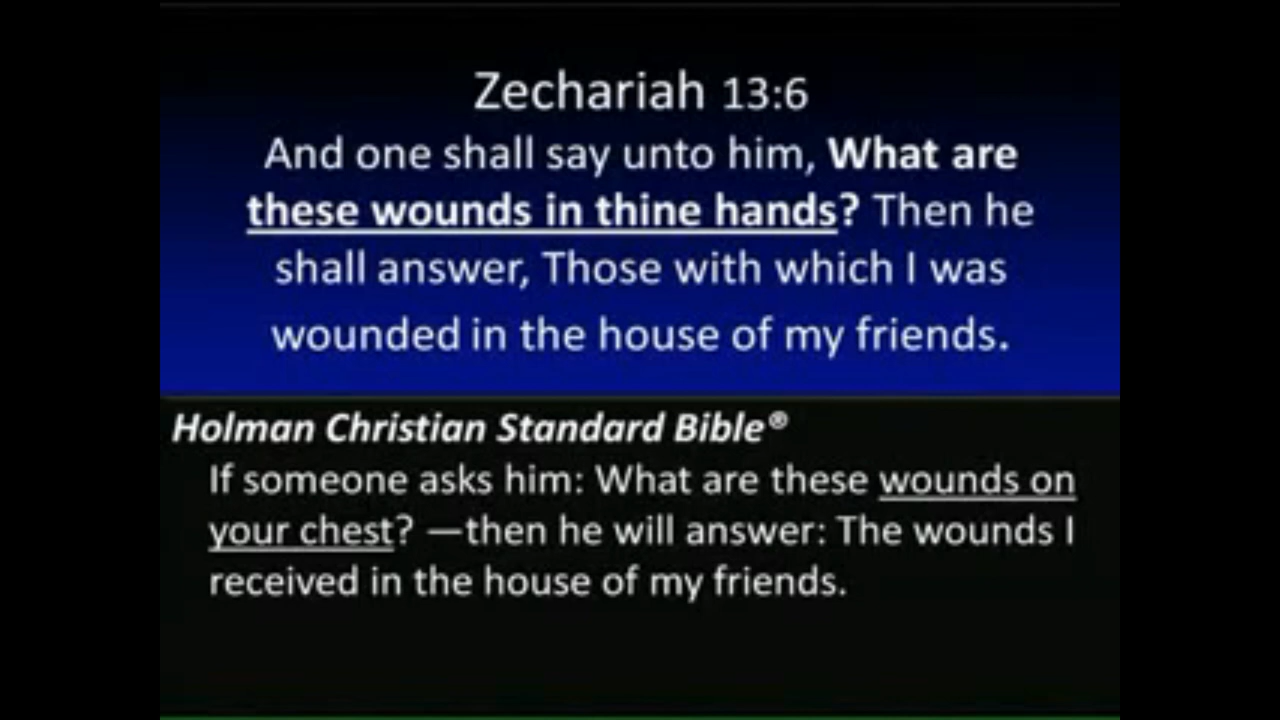 Zechariah 13:6
And one shall say unto him, What are
these wounds in thine hands? Then he
shall answer, Those with which I was
wounded in the house of my friends.
Holman Christian Standard Bible®
If someone asks him: What are these wounds on
your chest? —then he will answer: The wounds I
received in the house of my friends.